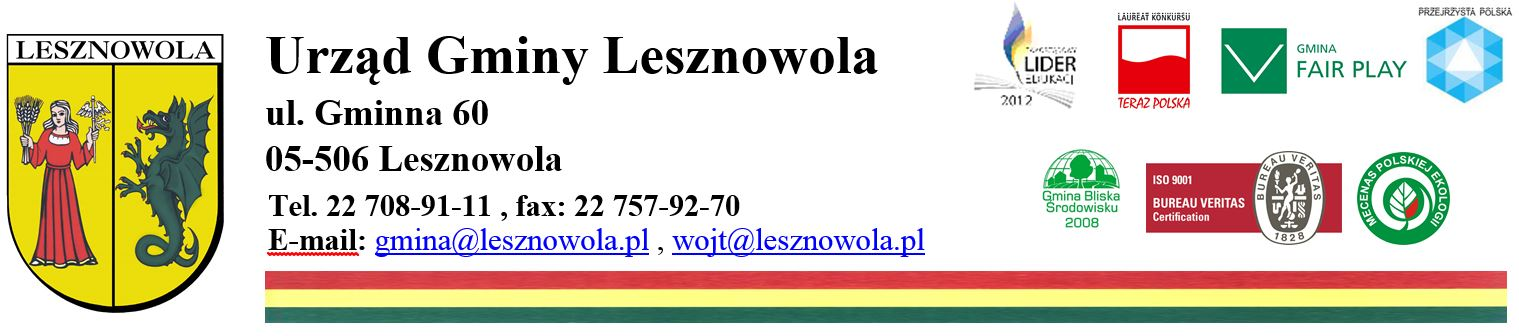 LESZNOWOLA
Urząd Gminy Lesznowola
ul. Gminna 60
05-506 Lesznowola
Tel. 22 708-91-11 , fax: 22 757-92-70
E-mail: gmina@lesznowola.pl , wojt@lesznowola.pl
LIDER
EDUKACJI
2012
LAUREAT KONKURSU
TERAZ POLSKA
GMINA
FAIR PLAY
PRZEJRZYSTA POLSKA
Gmina Bliska
Środowisku
2008
ISO 9001
BUREAU VERITAS
Certification
BUREAU VERITAS
1828
MECENAS POLSKIEJ EKOLOGII